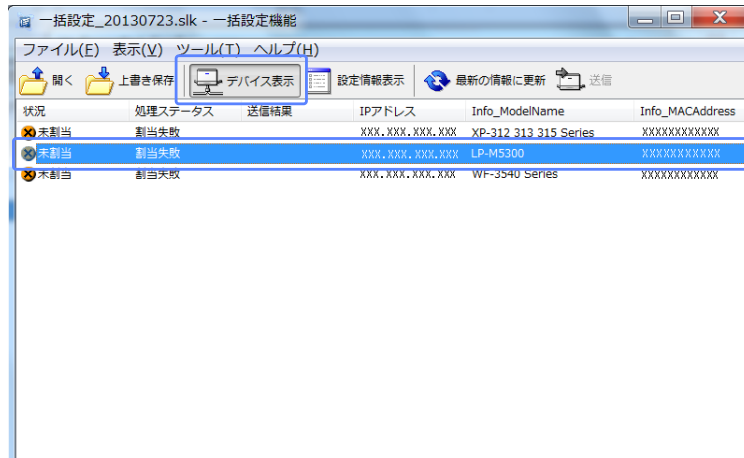 一括設定_20130723.slk - 一括設定機能
ファイル(F) 表示(V) ツール(T) ヘルプ(H)
開く 上書き保存 デバイス表示 設定情報表示 最新の情報に更新 送信
状況 処理ステータス 送信結果 IPアドレス Info_ModelName Info_MACAddress
未割当 割当失敗 XXX.XXX.XXX.XXX XP-312 313 315 Series XXXXXXXXXXXX
未割当 割当失敗 XXX.XXX.XXX.XXX LP-M5300 XXXXXXXXXXX
未割当 割当失敗 XXX.XXX.XXX.XXX WF-3540 Series XXXXXXXXXXXX